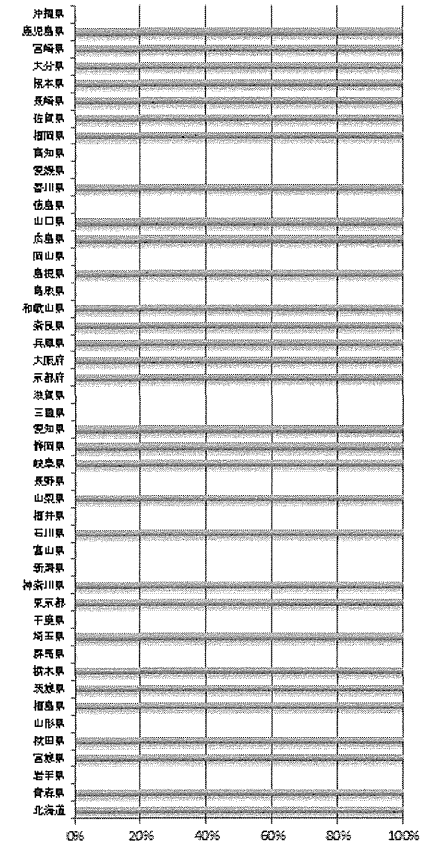 沖縄県
鹿児島県
宮崎県
大分県
熊本県
長崎県
佐賀県
福岡県
高知県
愛媛県
香川県
徳島県
山口県
広島県
岡山県
島根県
鳥取県
和歌山県
奈良県
兵庫県
大阪府
京都府
滋賀県
三重県
愛知県
静岡県
岐阜県
長野県
山梨県
福井県
石川県
富山県
新潟県
神奈川県
東京都
千葉県
埼玉県
群馬県
栃木県
茨城県
福島県
山形県
秋田県
宮城県
岩手県
青森県
北海道
0% 20% 40% 60% 80% 100%